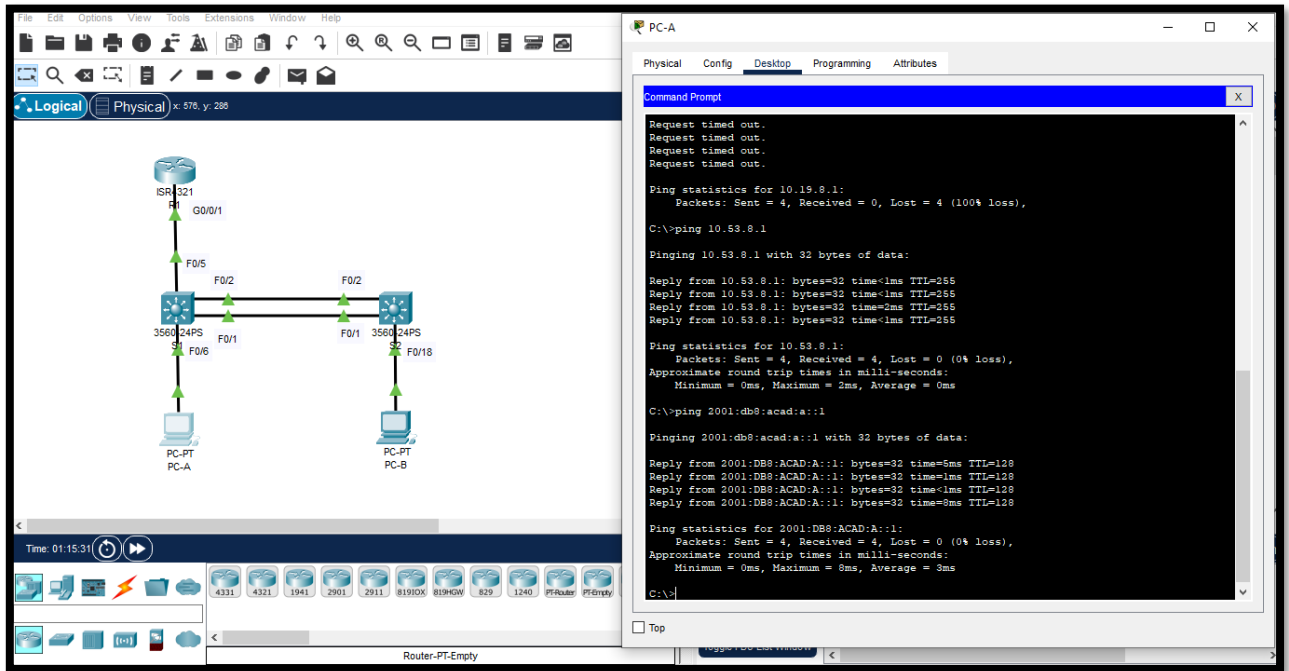 File Edit Options View Tools Extensions Window Help
Logical
Physical
x: 576, y: 286
ISR4321
R1
G0/0/1
F0/5
F0/2
F0/2
3560-24PS
S1
F0/1
F0/1
3560-24PS
S2
F0/6
F0/18
PC-PT
PC-A
PC-PT
PC-B
Time: 01:15:31
4331 4321 1941 2901 2911 819IOX 819HGW 829 1240 PT-Router PT-Empty
Router-PT-Empty
PC-A
Physical Config Desktop Programming Attributes
Command Prompt
X
Request timed out.
Request timed out.
Request timed out.
Request timed out.
Ping statistics for 10.19.8.1:
Packets: Sent = 4, Received = 0, Lost = 4 (100% loss),
C:\>ping 10.53.8.1
Pinging 10.53.8.1 with 32 bytes of data:
Reply from 10.53.8.1: bytes=32 time<1ms TTL=255
Reply from 10.53.8.1: bytes=32 time<1ms TTL=255
Reply from 10.53.8.1: bytes=32 time=2ms TTL=255
Reply from 10.53.8.1: bytes=32 time<1ms TTL=255
Ping statistics for 10.53.8.1:
Packets: Sent = 4, Received = 4, Lost = 0 (0% loss),
Approximate round trip times in milli-seconds:
Minimum = 0ms, Maximum = 2ms, Average = 0ms
C:\>ping 2001:db8:acad:a::1
Pinging 2001:db8:acad:a::1 with 32 bytes of data:
Reply from 2001:DB8:ACAD:A::1: bytes=32 time=5ms TTL=128
Reply from 2001:DB8:ACAD:A::1: bytes=32 time=1ms TTL=128
Reply from 2001:DB8:ACAD:A::1: bytes=32 time<1ms TTL=128
Reply from 2001:DB8:ACAD:A::1: bytes=32 time=8ms TTL=128
Ping statistics for 2001:DB8:ACAD:A::1:
Packets: Sent = 4, Received = 4, Lost = 0 (0% loss),
Approximate round trip times in milli-seconds:
Minimum = 0ms, Maximum = 8ms, Average = 3ms
C:\>
Top
Toggle PDU List Window